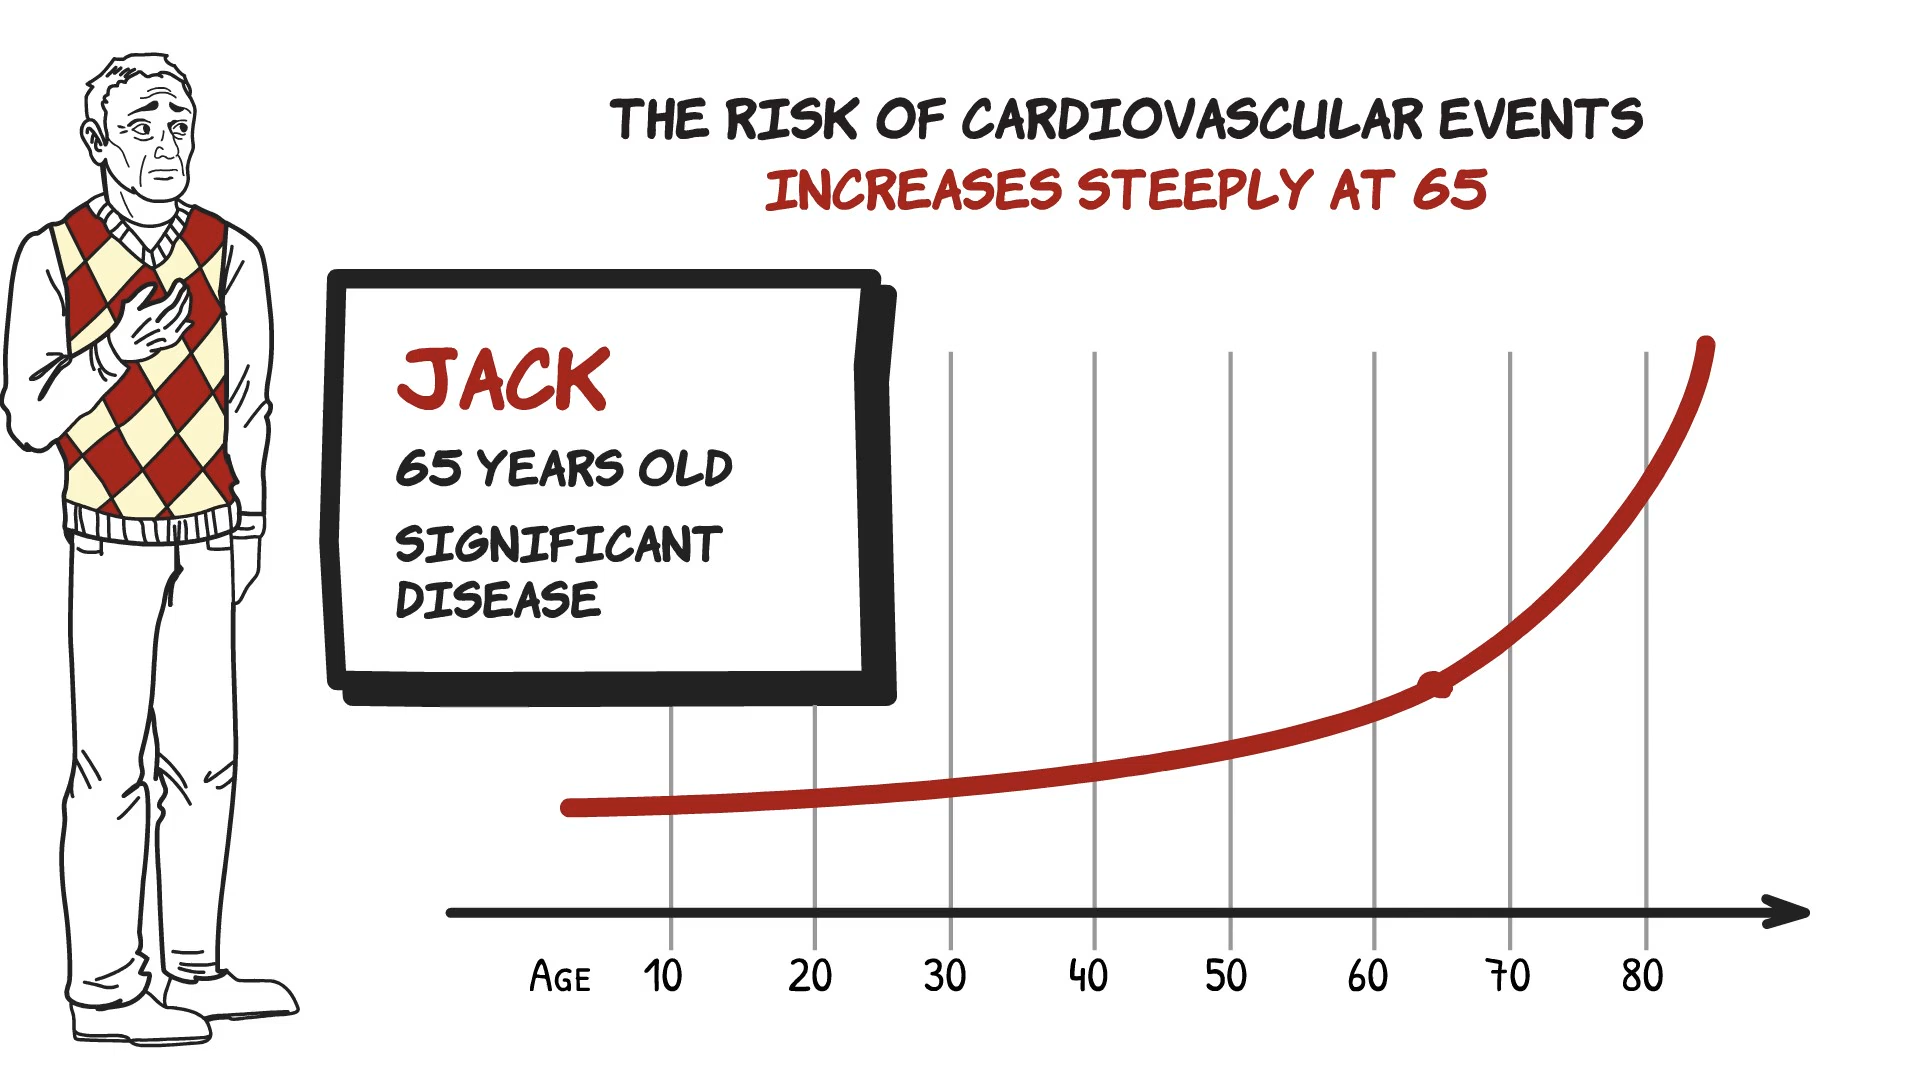 THE RISK OF CARDIOVASCULAR EVENTS
INCREASES STEEPLY AT 65
JACK
65 YEARS OLD
SIGNIFICANT
DISEASE
AGE 10 20 30 40 50 60 70 80